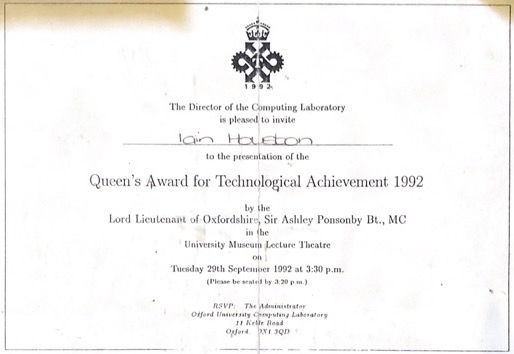 1992
The Director of the Computing Laboratory
is pleased to invite
Iain Houston
to the presentation of the
Queen's Award for Technological Achievement 1992
by the
Lord Lieutenant of Oxfordshire, Sir Ashley Ponsonby Bt., MC
in the
University Museum Lecture Theatre
on
Tuesday 29th September 1992 at 3:30 p.m.
(Please be seated by 3:20 p.m.)
RSVP: The Administrator
Oxford University Computing Laboratory
11 Keble Road
Oxford OX1 3QD